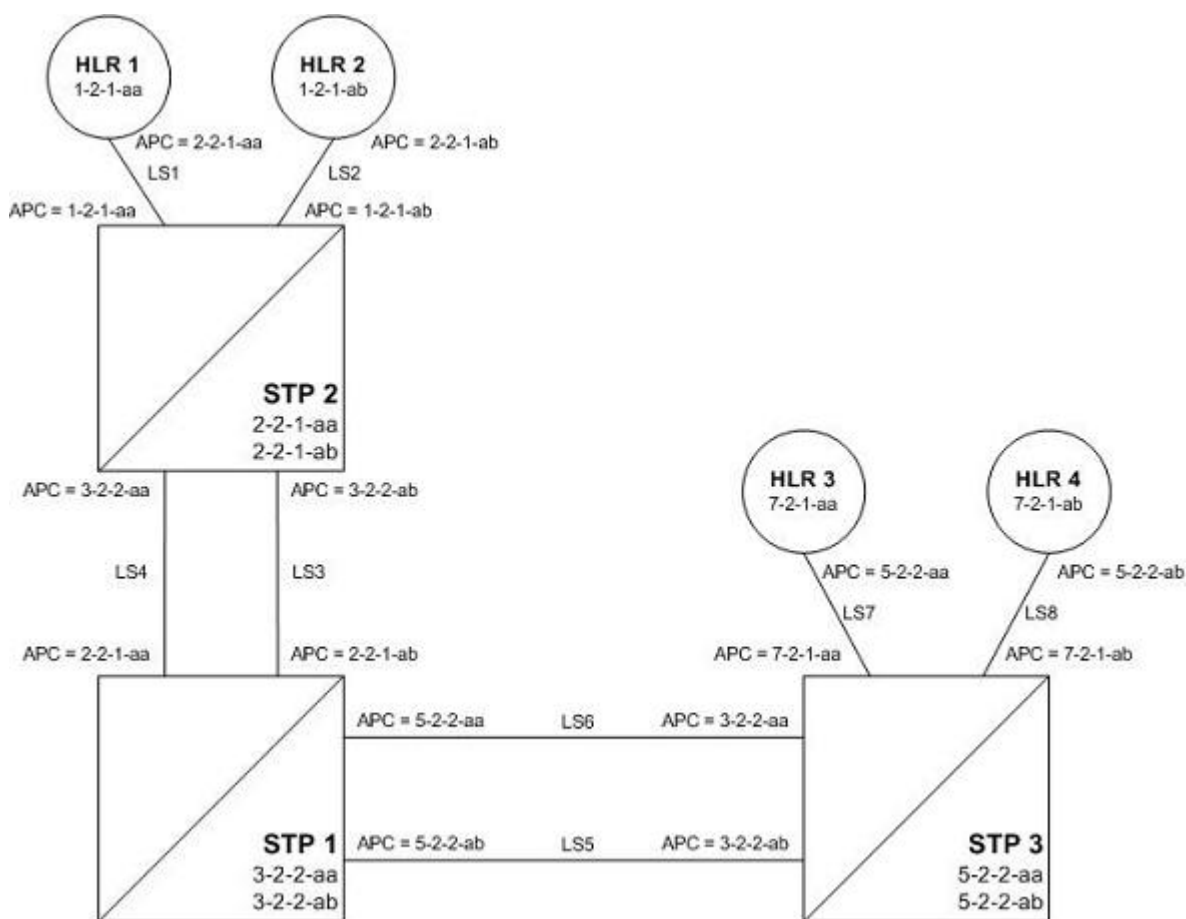 HLR 1
1-2-1-aa
HLR 2
1-2-1-ab
APC = 2-2-1-aa
APC = 2-2-1-ab
LS1
LS2
APC = 1-2-1-aa
APC = 1-2-1-ab
STP 2
2-2-1-aa
2-2-1-ab
APC = 3-2-2-aa
APC = 3-2-2-ab
HLR 3
7-2-1-aa
HLR 4
7-2-1-ab
LS4
LS3
APC = 5-2-2-aa
APC = 5-2-2-ab
LS7
LS8
APC = 2-2-1-aa
APC = 2-2-1-ab
APC = 7-2-1-aa
APC = 7-2-1-ab
APC = 5-2-2-aa
LS6
APC = 3-2-2-aa
APC = 5-2-2-ab
LS5
APC = 3-2-2-ab
STP 1
3-2-2-aa
3-2-2-ab
STP 3
5-2-2-aa
5-2-2-ab